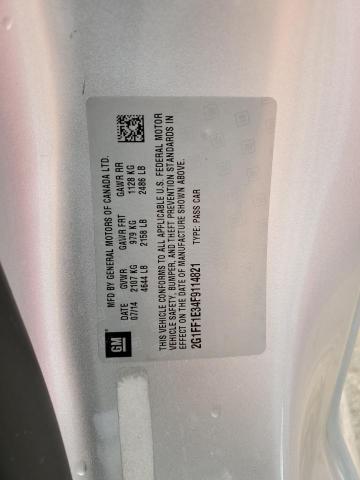 GM
MFD BY GENERAL MOTORS OF CANADA LTD.
07/14 GVWR GAWR FRT GAWR RR
2107 KG 979 KG 1128 KG
4644 LB 2158 LB 2486 LB
THIS VEHICLE CONFORMS TO ALL APPLICABLE U.S. FEDERAL MOTOR
VEHICLE SAFETY, BUMPER, AND THEFT PREVENTION STANDARDS IN
EFFECT ON THE DATE OF MANUFACTURE SHOWN ABOVE.
2G1FF1E34F9114821 TYPE: PASS CAR